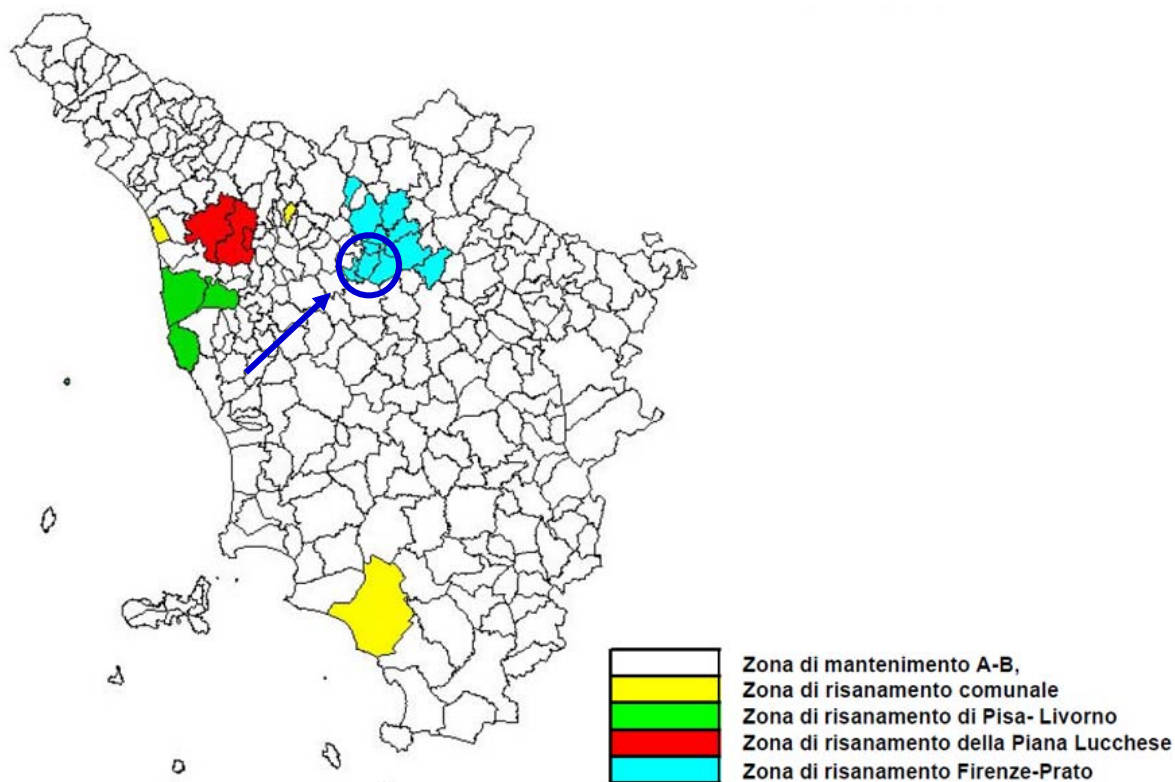 Zona di mantenimento A-B,
Zona di risanamento comunale
Zona di risanamento di Pisa- Livorno
Zona di risanamento della Piana Lucchese
Zona di risanamento Firenze-Prato